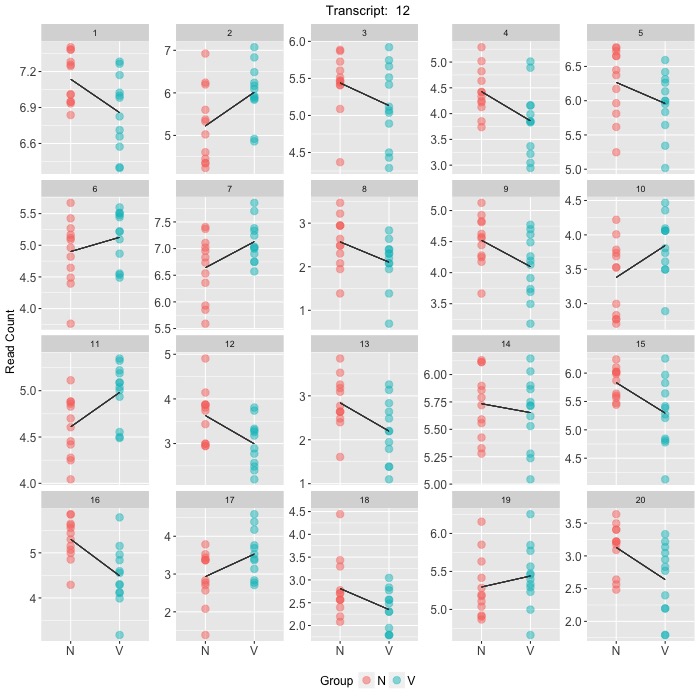 Transcript: 12
1 2 3 4 5
7.2 7 6.0 5.0 6.5
6.9 6 5.5 4.5 6.0
6.6 5 5.0 4.0 5.5
4.5 3.5 5.0
3.0
6 7 8 9 10
5.5 7.5 3 5.0 4.5
5.0 7.0 2 4.5 4.0
4.5 6.5 1 4.0 3.5
4.0 6.0 3.5 3.0
5.5
Read Count
11 12 13 14 15
5.0 5 3 6.00 6.0
4.5 4 2 5.75 5.5
4.0 3 1 5.50 5.0
5.25 4.5
5.00
16 17 18 19 20
5 4 4.5 6.0 3.5
4 3 4.0 5.5 3.0
2 3.5 5.0 2.5
3.0 2.0
2.5
2.0
N V N V N V N V N V
Group N V